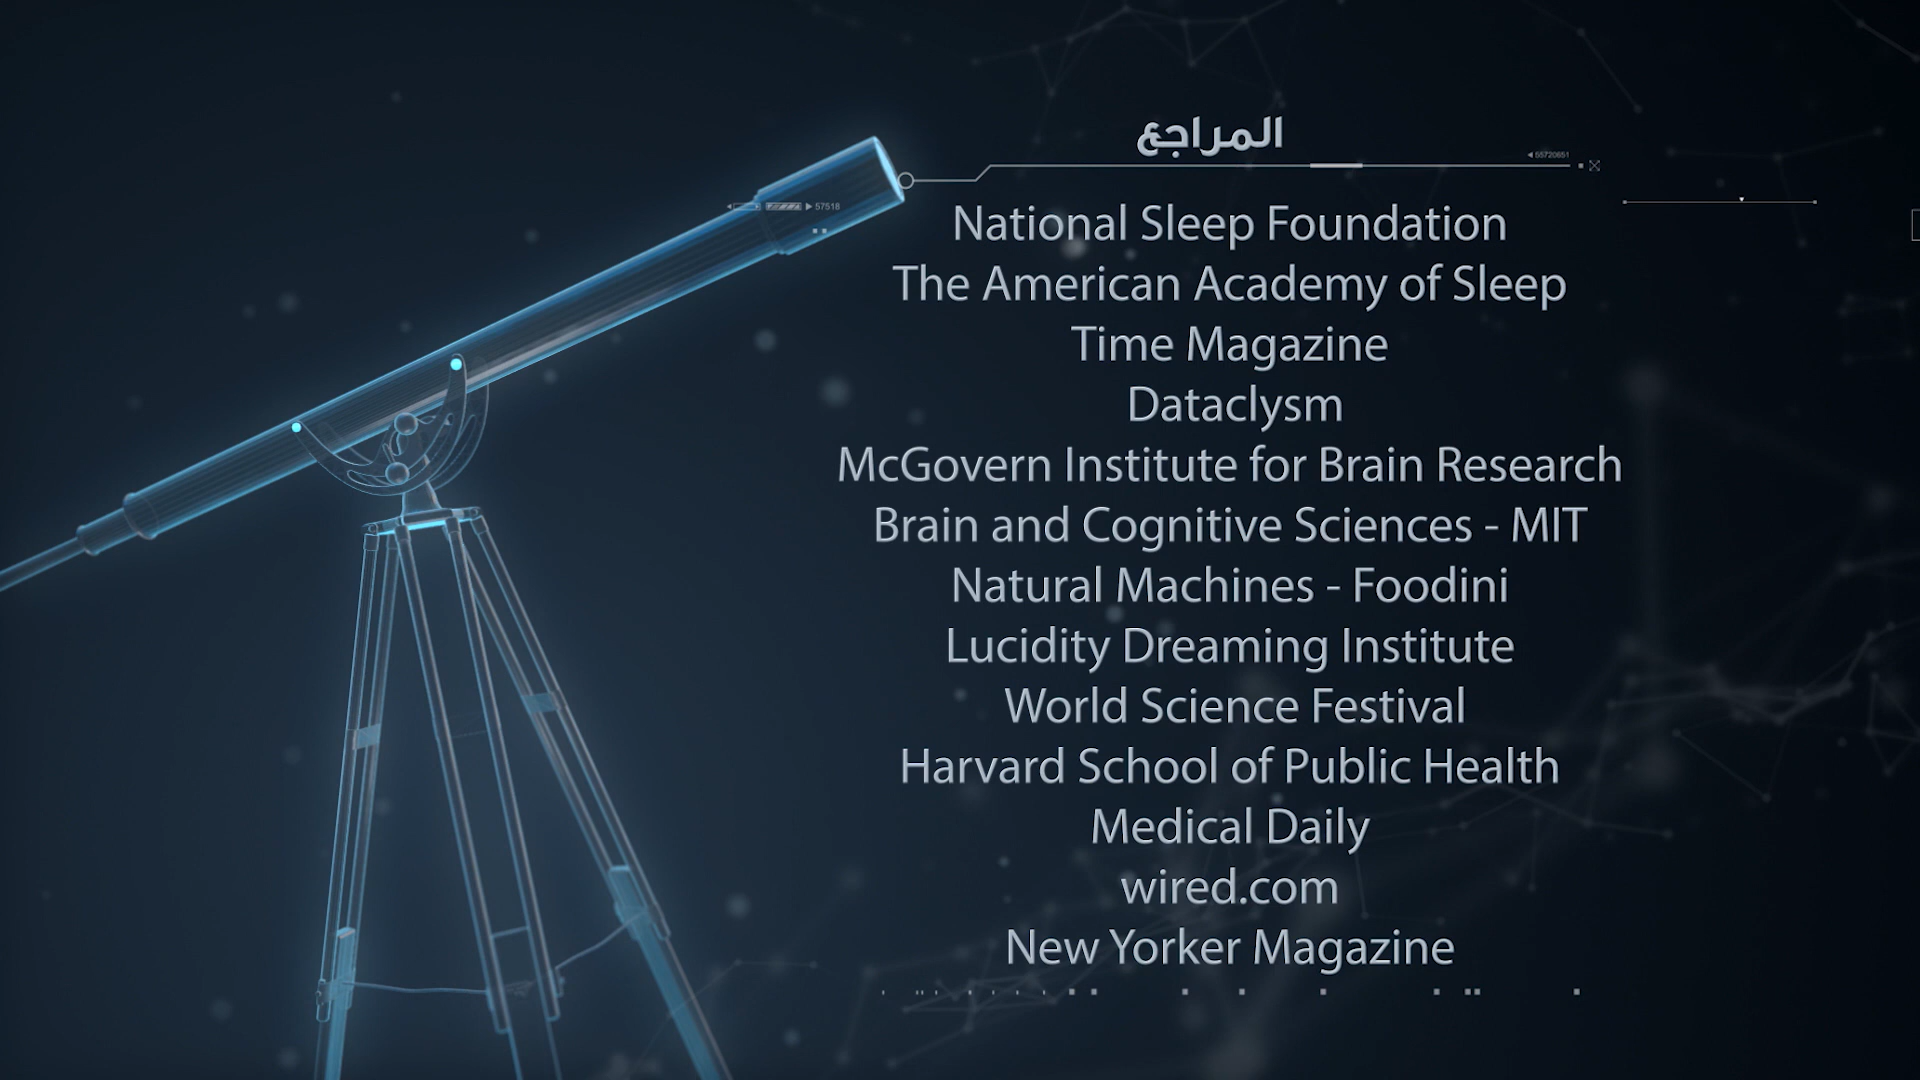 المراجع
55720651
57518
National Sleep Foundation
The American Academy of Sleep
Time Magazine
Dataclysm
McGovern Institute for Brain Research
Brain and Cognitive Sciences - MIT
Natural Machines - Foodini
Lucidity Dreaming Institute
World Science Festival
Harvard School of Public Health
Medical Daily
wired.com
New Yorker Magazine